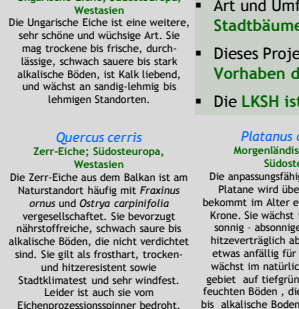 Westasien
Die Ungarische Eiche ist eine weitere,
sehr schöne und wüchsige Art. Sie
mag trockene bis frische, durch-
lässige, schwach sauere bis stark
alkalische Böden, ist Kalk liebend,
und wächst an sandig-lehmig bis
lehmigen Standorten.
Quercus cerris
Zerr-Eiche; Südosteuropa,
Westasien
Die Zerr-Eiche aus dem Balkan ist am
Naturstandort häufig mit Fraxinus
ornus und Ostrya carpinifolia
vergesellschaftet. Sie bevorzugt
nährstoffreiche, schwach saure bis
alkalische Böden, die nicht verdichtet
sind. Sie gilt als frosthart, trocken-
und hitzeresistent sowie
Stadtklimatest und sehr windfest.
Leider ist auch sie vom
Eichenprozessionsspinner bedroht.
Art und Umf
Stadtbäume
Dieses Proje
Vorhaben d
Die LKSH ist
Platanus
Morgenländis
Südoste
Die anpassungsfähig
Platane wird übe
bekommt im Alter e
Krone. Sie wächst
sonnig – absonnige
hitzeverträglich ab
etwas anfällig für
wächst im natürlic
gebiet auf tiefgrün
feuchten Böden , die
bis alkalische Boden